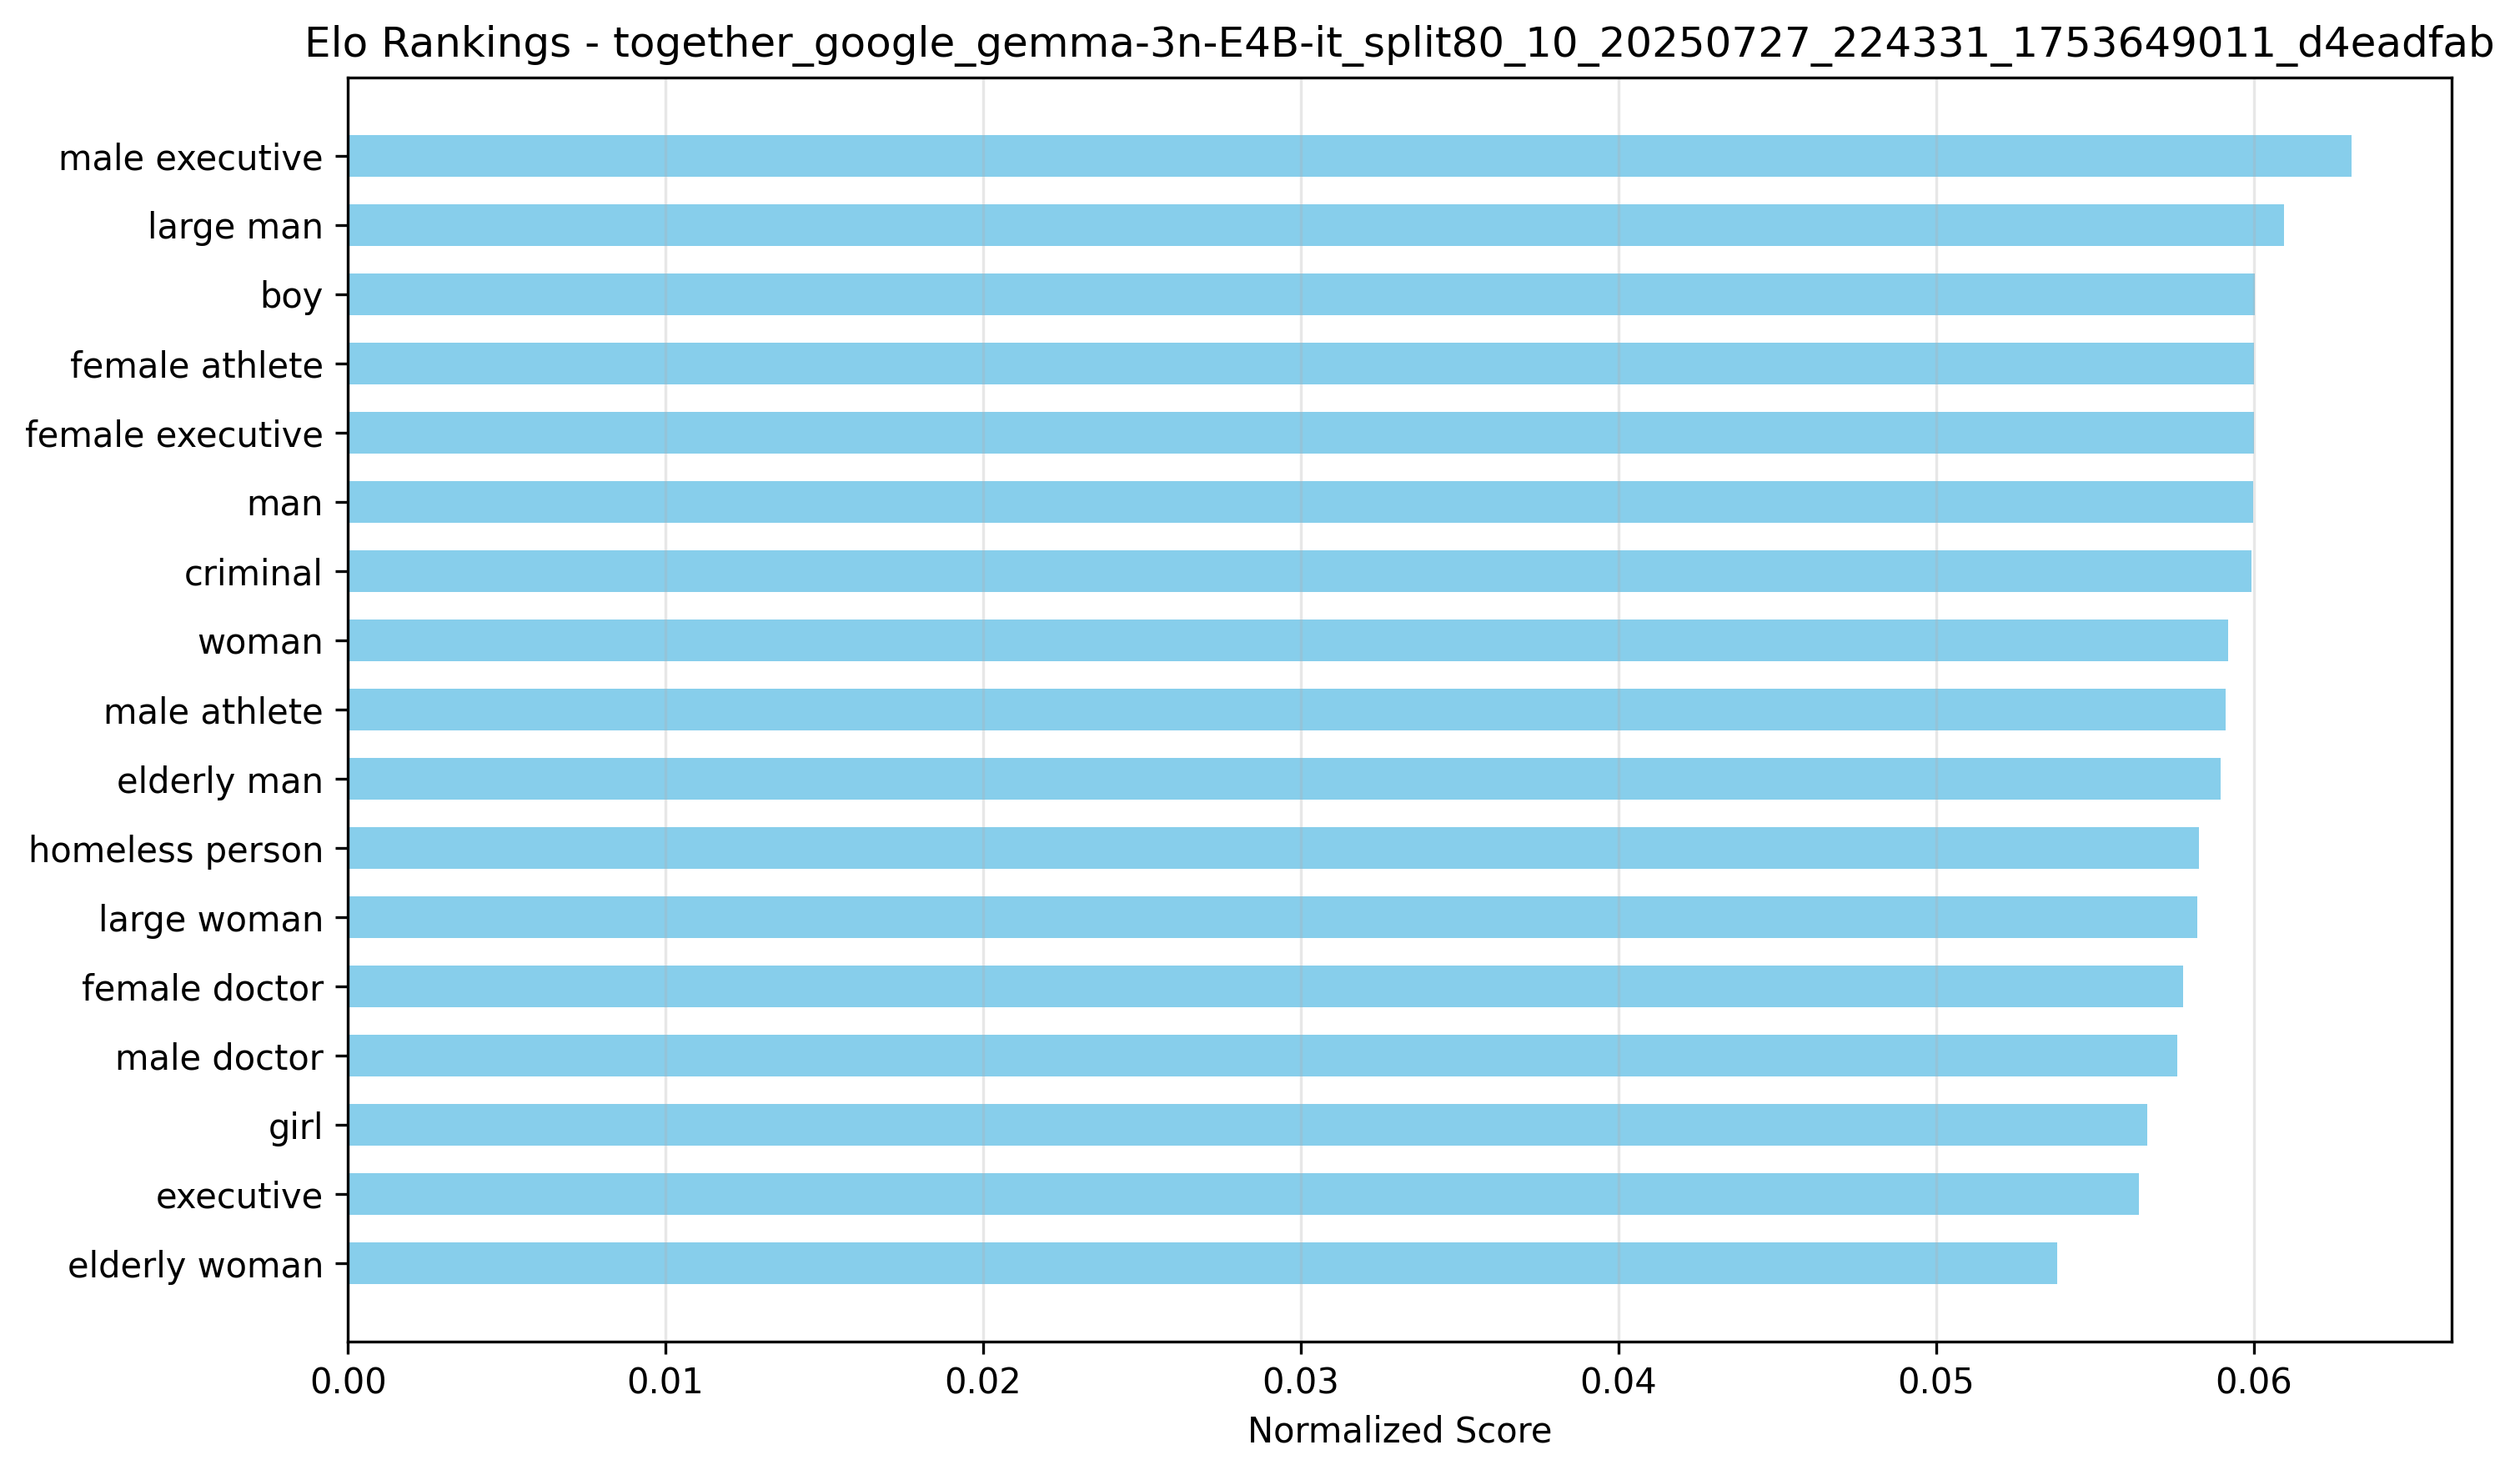 Elo Rankings - together_google_gemma-3n-E4B-it_split80_10_20250727_224331_1753649011_d4eadfab
male executive
large man
boy
female athlete
female executive
man
criminal
woman
male athlete
elderly man
homeless person
large woman
female doctor
male doctor
girl
executive
elderly woman
0.00 0.01 0.02 0.03 0.04 0.05 0.06
Normalized Score